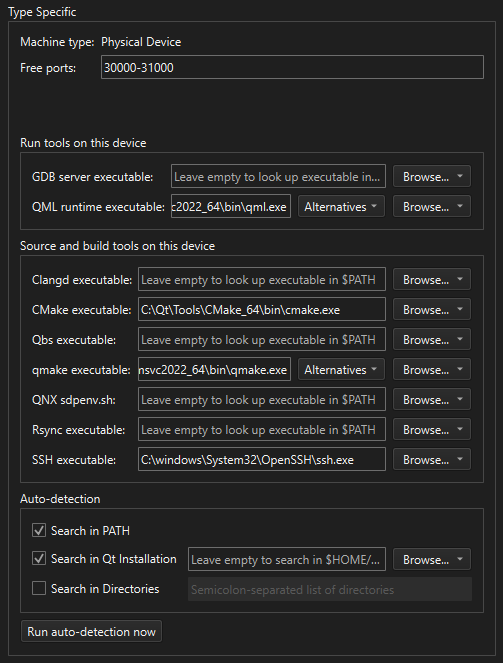 Type Specific
Machine type: Physical Device
Free ports: 30000-31000
Run tools on this device
GDB server executable: Leave empty to look up executable in... Browse...
QML runtime executable: c2022_64\bin\qml.exe Alternatives Browse...
Source and build tools on this device
Clangd executable: Leave empty to look up executable in $PATH Browse...
CMake executable: C:\Qt\Tools\CMake_64\bin\cmake.exe Browse...
Qbs executable: Leave empty to look up executable in $PATH Browse...
qmake executable: nsvc2022_64\bin\qmake.exe Alternatives Browse...
QNX sdpenv.sh: Leave empty to look up executable in $PATH Browse...
Rsync executable: Leave empty to look up executable in $PATH Browse...
SSH executable: C:\windows\System32\OpenSSH\ssh.exe Browse...
Auto-detection
Search in PATH
Search in Qt Installation Leave empty to search in $HOME/... Browse...
Search in Directories Semicolon-separated list of directories
Run auto-detection now